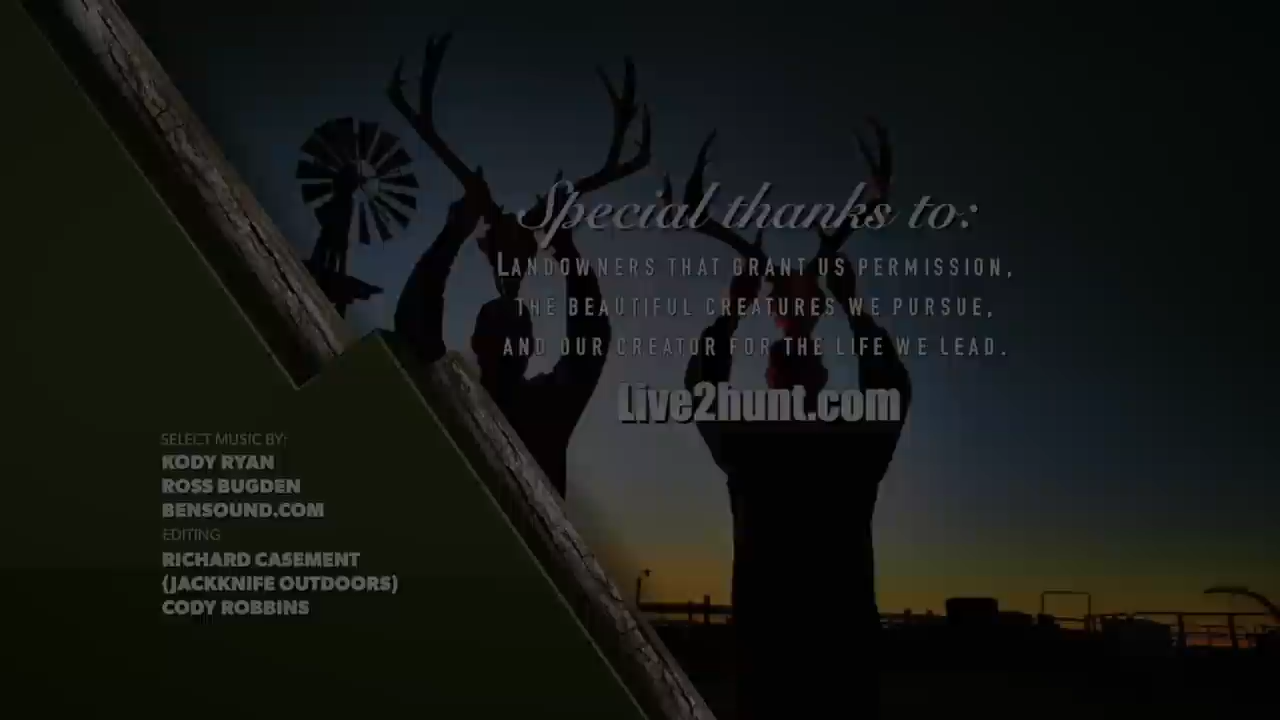 Special thanks to:
LANDOWNERS THAT GRANT US PERMISSION,
THE BEAUTIFUL CREATURES WE PURSUE,
AND OUR CREATOR FOR THE LIFE WE LEAD.
Live2hunt.com
SELECT MUSIC BY:
KODY RYAN
ROSS BUGDEN
BENSOUND.COM
EDITING
RICHARD CASEMENT
(JACKKNIFE OUTDOORS)
CODY ROBBINS